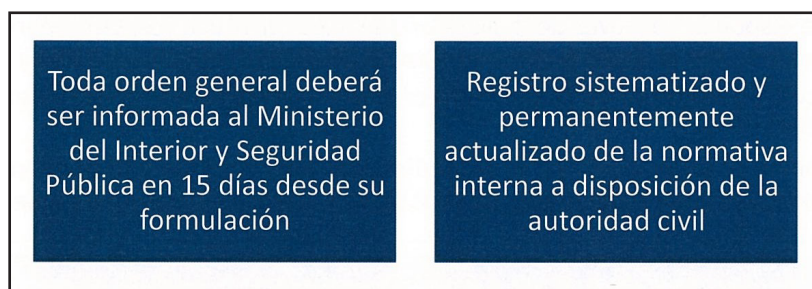 Toda orden general deberá
ser informada al Ministerio
del Interior y Seguridad
Pública en 15 días desde su
formulación
Registro sistematizado y
permanentemente
actualizado de la normativa
interna a disposición de la
autoridad civil